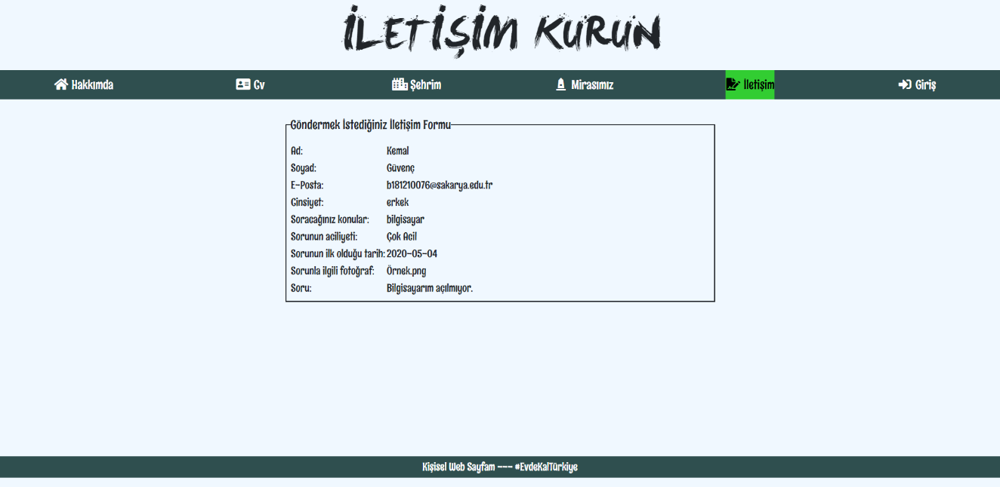 İLETİŞİM KURUN
Hakkımda Cv Şehrim Mirasımız İletişim Giriş
Göndermek İstediğiniz İletişim Formu
Ad: Kemal
Soyad: Güvenç
E-Posta: b181210076@sakarya.edu.tr
Cinsiyet: erkek
Soracağınız konular: bilgisayar
Sorunun aciliyeti: Çok Acil
Sorunun ilk olduğu tarih: 2020-05-04
Sorunla ilgili fotoğraf: Örnek.png
Soru: Bilgisayarım açılmıyor.
Kişisel Web Sayfam --- #EvdeKalTürkiye